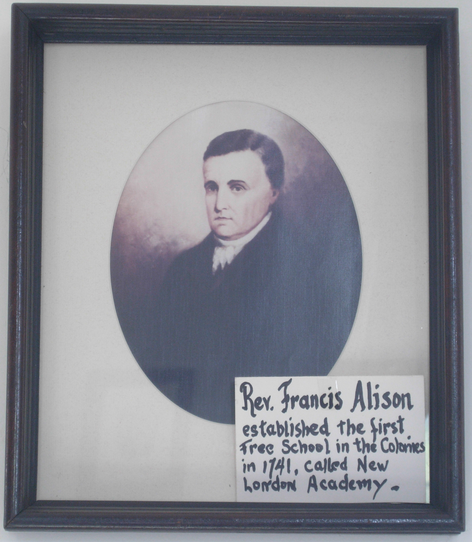 Rev. Francis Alison
established the first
Free School in the Colonies
in 1741, called New
London Academy.